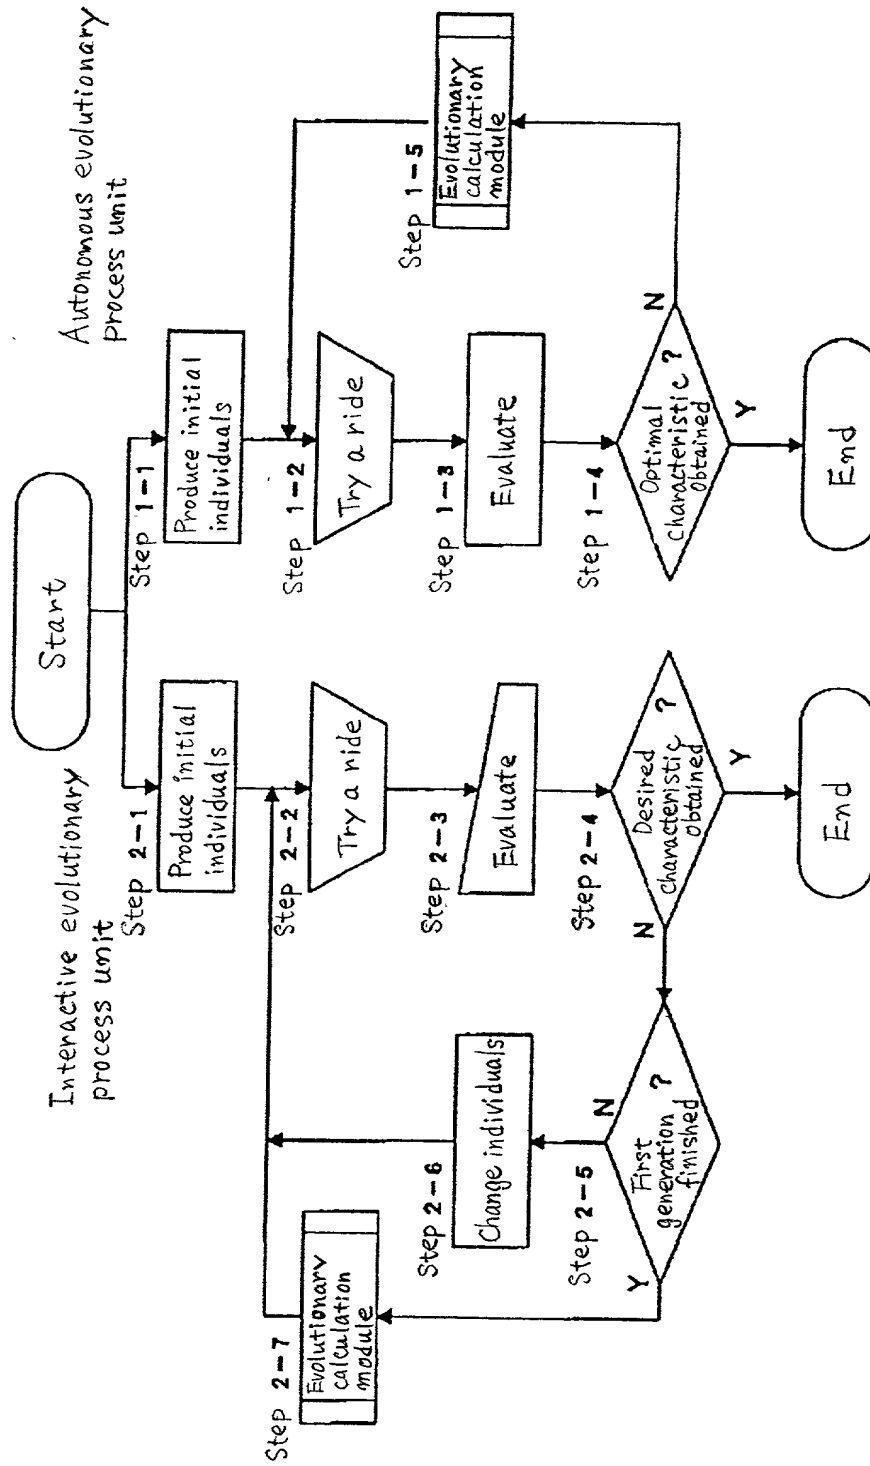 Start
Interactive evolutionary
process unit
Step 2-1
Produce initial
individuals
Step 2-2
Try a ride
Step 2-3
Evaluate
Step 2-4
Desired
characteristic ?
obtained
Y
N
End
Step 2-5
First
generation ?
finished
N
Y
Step 2-6
Change individuals
Step 2-7
Evolutionary
calculation
module
Autonomous evolutionary
process unit
Step 1-1
Produce initial
individuals
Step 1-2
Try a ride
Step 1-3
Evaluate
Step 1-4
Optimal
characteristic ?
obtained
Y
N
End
Step 1-5
Evolutionary
calculation
module